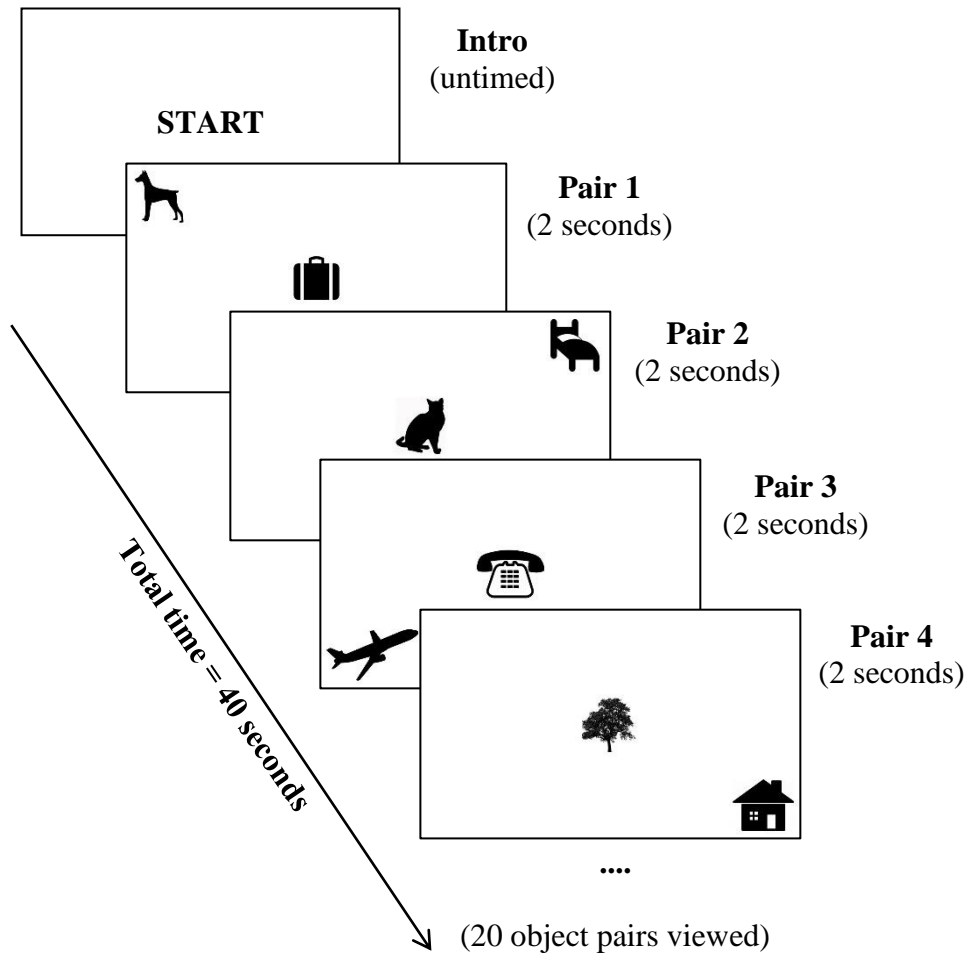 Intro
(untimed)
START
Pair 1
(2 seconds)
Pair 2
(2 seconds)
Pair 3
(2 seconds)
Pair 4
(2 seconds)
Total time = 40 seconds
....
(20 object pairs viewed)